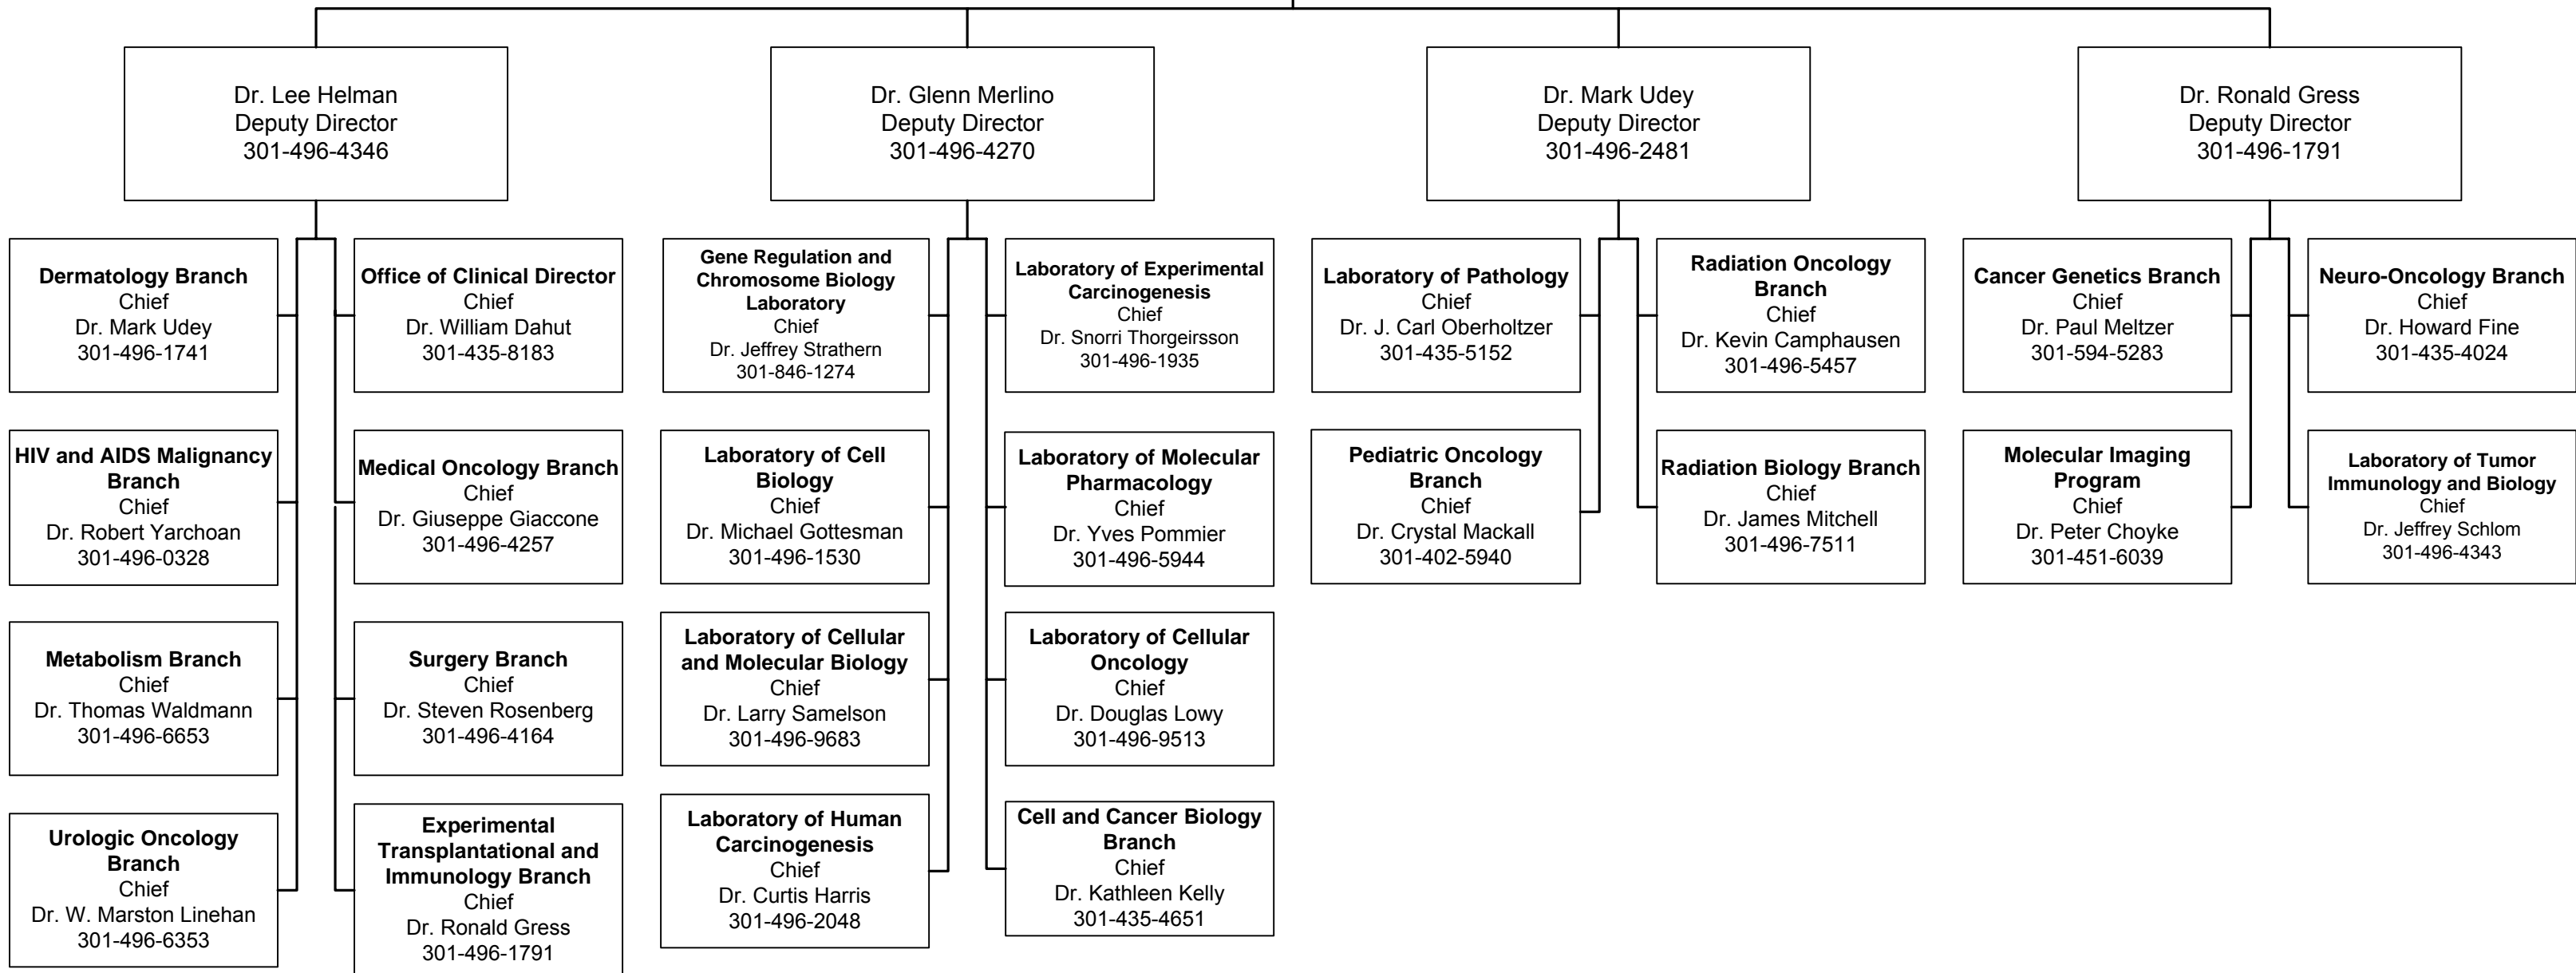 Dr. Lee Helman
Deputy Director
301-496-4346
Dr. Glenn Merlino
Deputy Director
301-496-4270
Dr. Mark Udey
Deputy Director
301-496-2481
Dr. Ronald Gress
Deputy Director
301-496-1791
Dermatology Branch
Chief
Dr. Mark Udey
301-496-1741
Office of Clinical Director
Chief
Dr. William Dahut
301-435-8183
Gene Regulation and
Chromosome Biology
Laboratory
Chief
Dr. Jeffrey Strathern
301-846-1274
Laboratory of Experimental
Carcinogenesis
Chief
Dr. Snorri Thorgeirsson
301-496-1935
Laboratory of Pathology
Chief
Dr. J. Carl Oberholtzer
301-435-5152
Radiation Oncology
Branch
Chief
Dr. Kevin Camphausen
301-496-5457
Cancer Genetics Branch
Chief
Dr. Paul Meltzer
301-594-5283
Neuro-Oncology Branch
Chief
Dr. Howard Fine
301-435-4024
HIV and AIDS Malignancy
Branch
Chief
Dr. Robert Yarchoan
301-496-0328
Medical Oncology Branch
Chief
Dr. Giuseppe Giaccone
301-496-4257
Laboratory of Cell
Biology
Chief
Dr. Michael Gottesman
301-496-1530
Laboratory of Molecular
Pharmacology
Chief
Dr. Yves Pommier
301-496-5944
Pediatric Oncology
Branch
Chief
Dr. Crystal Mackall
301-402-5940
Radiation Biology Branch
Chief
Dr. James Mitchell
301-496-7511
Molecular Imaging
Program
Chief
Dr. Peter Choyke
301-451-6039
Laboratory of Tumor
Immunology and Biology
Chief
Dr. Jeffrey Schlom
301-496-4343
Metabolism Branch
Chief
Dr. Thomas Waldmann
301-496-6653
Surgery Branch
Chief
Dr. Steven Rosenberg
301-496-4164
Laboratory of Cellular
and Molecular Biology
Chief
Dr. Larry Samelson
301-496-9683
Laboratory of Cellular
Oncology
Chief
Dr. Douglas Lowy
301-496-9513
Urologic Oncology
Branch
Chief
Dr. W. Marston Linehan
301-496-6353
Experimental
Transplantational and
Immunology Branch
Chief
Dr. Ronald Gress
301-496-1791
Laboratory of Human
Carcinogenesis
Chief
Dr. Curtis Harris
301-496-2048
Cell and Cancer Biology
Branch
Chief
Dr. Kathleen Kelly
301-435-4651